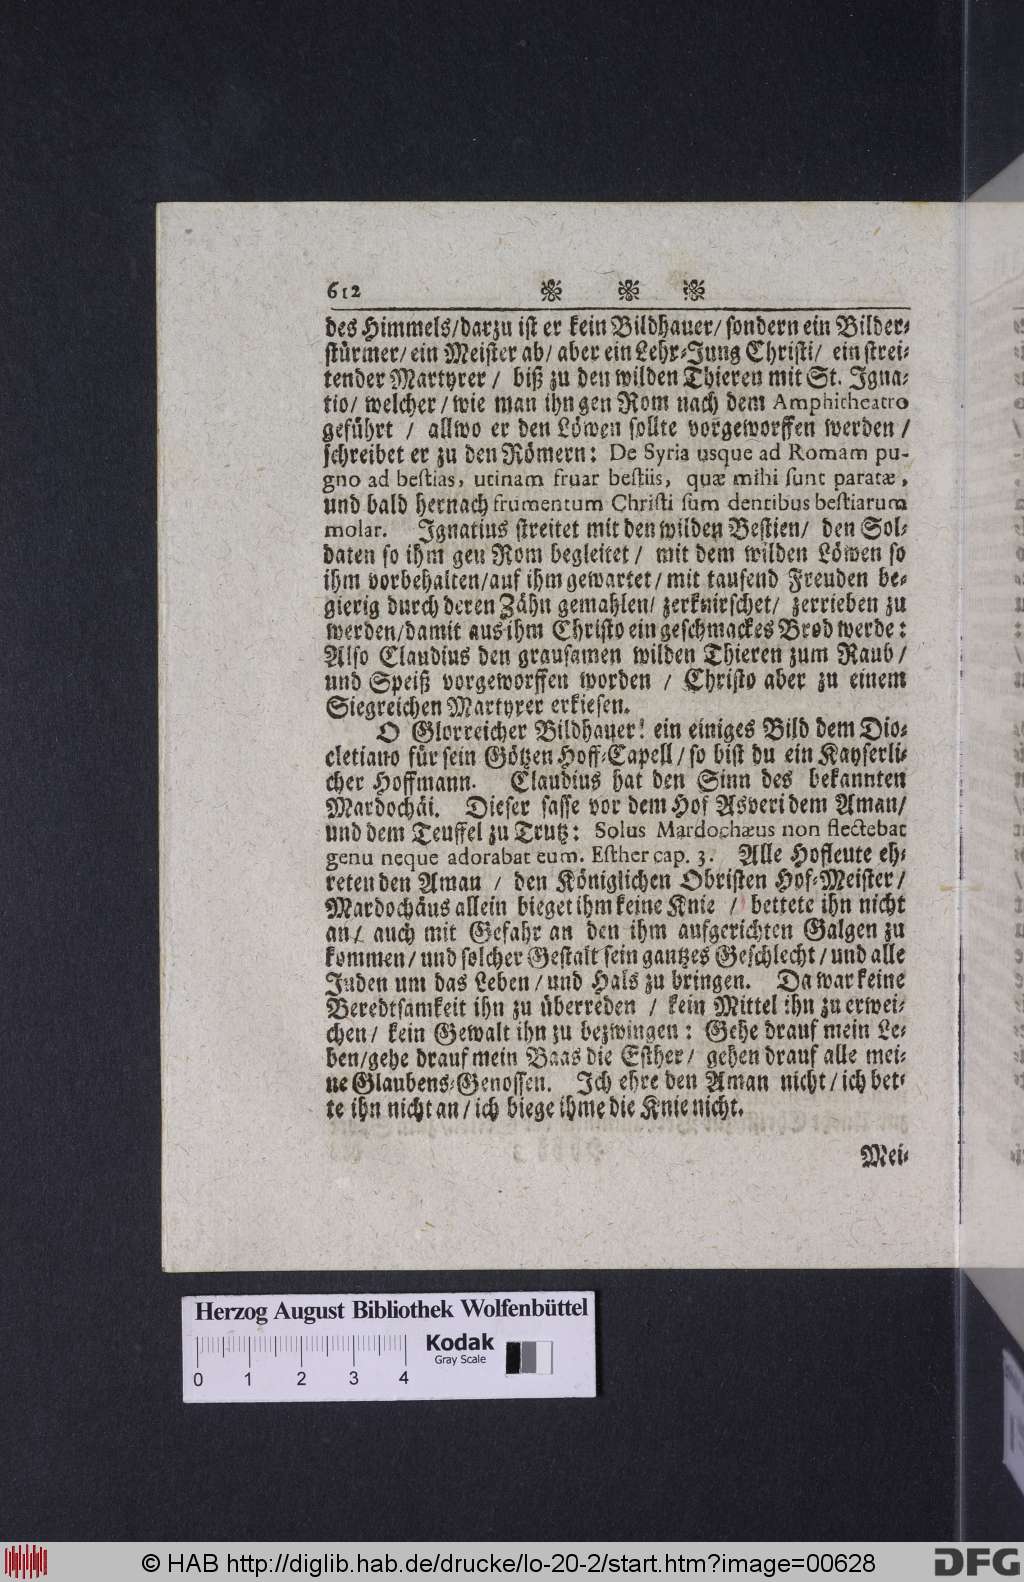 612
des Himmels/darzu ist er kein Bildhauer/ sondern ein Bilder-
stürmer/ ein Meister ab/ aber ein Lehr-Jung Christi/ ein strei-
tender Martyrer / biß zu den wilden Thieren mit St. Igna-
tio/ welcher/ wie man ihn gen Rom nach dem Amphitheatro
geführt / allwo er den Löwen sollte vorgeworffen werden /
schreibet er zu den Römern: De Syria usque ad Romam pu-
gno ad bestias, utinam fruar bestiis, quæ mihi sunt paratæ,
und bald hernach frumentum Christi sum dentibus bestiarum
molar. Ignatius streitet mit den wilden Bestien/ den Sol-
daten so ihm gen Rom begleitet/ mit dem wilden Löwen so
ihm vorbehalten/auf ihm gewartet/ mit tausend Freuden be-
gierig durch deren Zähn gemahlen/ zerknirschet/ zerrieben zu
werden/damit aus ihm Christo ein geschmackes Brod werde:
Also Claudius den grausamen wilden Thieren zum Raub/
und Speiß vorgeworffen worden / Christo aber zu einem
Siegreichen Martyrer erkiesen.
O Glorreicher Bildhauer! ein einiges Bild dem Dio-
cletiano für sein Götzen Hoff-Capell/ so bist du ein Kayserli-
cher Hoffmann. Claudius hat den Sinn des bekannten
Mardochäi. Dieser sasse vor dem Hof Asveri dem Aman/
und dem Teuffel zu Trutz: Solus Mardochæus non flectebat
genu neque adorabat eum. Esther cap. 3. Alle Hofleute eh-
reten den Aman / den Königlichen Obristen Hof-Meister/
Mardochäus allein bieget ihm keine Knie / bettete ihn nicht
an/ auch mit Gefahr an den ihm aufgerichten Galgen zu
kommen/ und solcher Gestalt sein gantzes Geschlecht/ und alle
Juden um das Leben/ und Hals zu bringen. Da war keine
Beredtsamkeit ihn zu überreden / kein Mittel ihn zu erwei-
chen/ kein Gewalt ihn zu bezwingen: Gehe drauf mein Le-
ben/gehe drauf mein Baas die Esther/ gehen drauf alle mei-
ne Glaubens-Genossen. Ich ehre den Aman nicht/ ich bet-
te ihn nicht an/ ich biege ihme die Knie nicht.
Mei-
Herzog August Bibliothek Wolfenbüttel
Kodak
Gray Scale
0 1 2 3 4
© HAB http://diglib.hab.de/drucke/lo-20-2/start.htm?image=00628
DFG